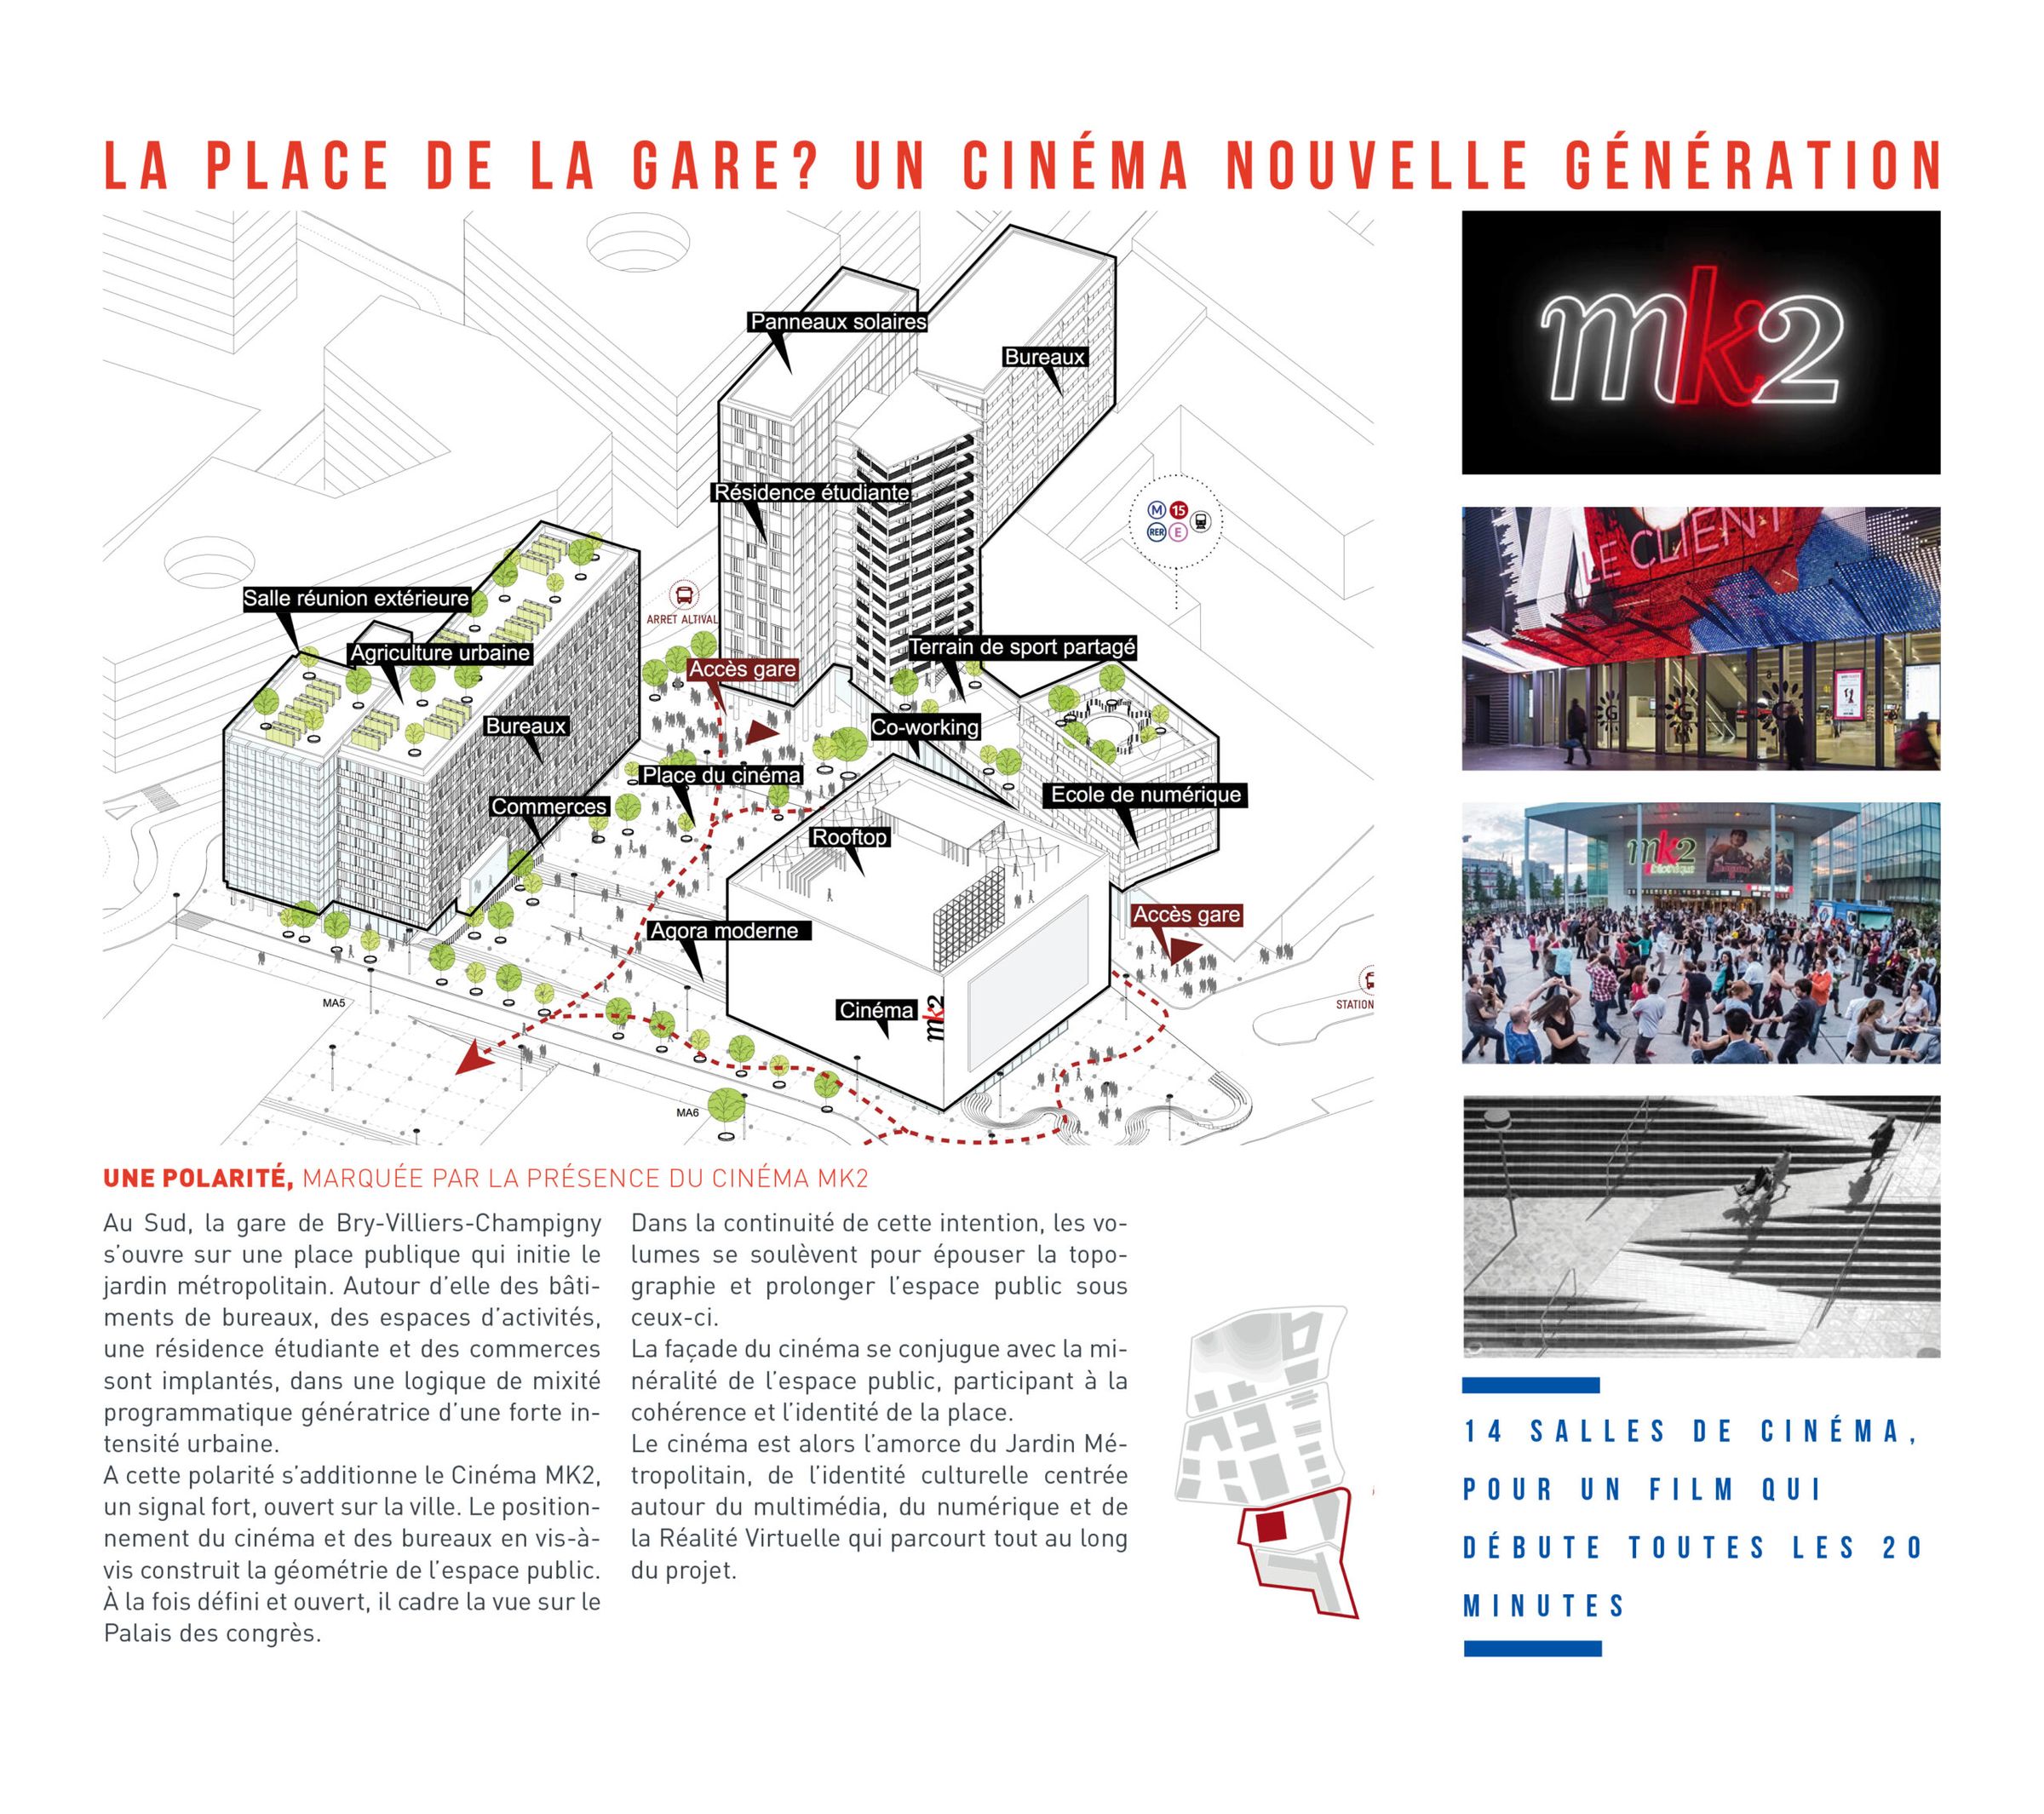 LA PLACE DE LA GARE? UN CINÉMA NOUVELLE GÉNÉRATION
Panneaux solaires
Bureaux
Résidence étudiante
M 15
RER E
Salle réunion extérieure
ARRET ALTIVAL
Agriculture urbaine
Terrain de sport partagé
Accès gare
Bureaux
Co-working
Place du cinéma
Commerces
Ecole de numérique
Rooftop
Accès gare
Agora moderne
MA5
Cinéma
mk2
STATION
MA6
mk2
LE CLIENT
mk2
UNE POLARITÉ, MARQUÉE PAR LA PRÉSENCE DU CINÉMA MK2
Au Sud, la gare de Bry-Villiers-Champigny
s'ouvre sur une place publique qui initie le
jardin métropolitain. Autour d'elle des bâti-
ments de bureaux, des espaces d'activités,
une résidence étudiante et des commerces
sont implantés, dans une logique de mixité
programmatique génératrice d'une forte in-
tensité urbaine.
A cette polarité s'additionne le Cinéma MK2,
un signal fort, ouvert sur la ville. Le position-
nement du cinéma et des bureaux en vis-à-
vis construit la géométrie de l'espace public.
À la fois défini et ouvert, il cadre la vue sur le
Palais des congrès.
Dans la continuité de cette intention, les vo-
lumes se soulèvent pour épouser la topo-
graphie et prolonger l'espace public sous
ceux-ci.
La façade du cinéma se conjugue avec la mi-
néralité de l'espace public, participant à la
cohérence et l'identité de la place.
Le cinéma est alors l'amorce du Jardin Mé-
tropolitain, de l'identité culturelle centrée
autour du multimédia, du numérique et de
la Réalité Virtuelle qui parcourt tout au long
du projet.
14 SALLES DE CINÉMA,
POUR UN FILM QUI
DÉBUTE TOUTES LES 20
MINUTES